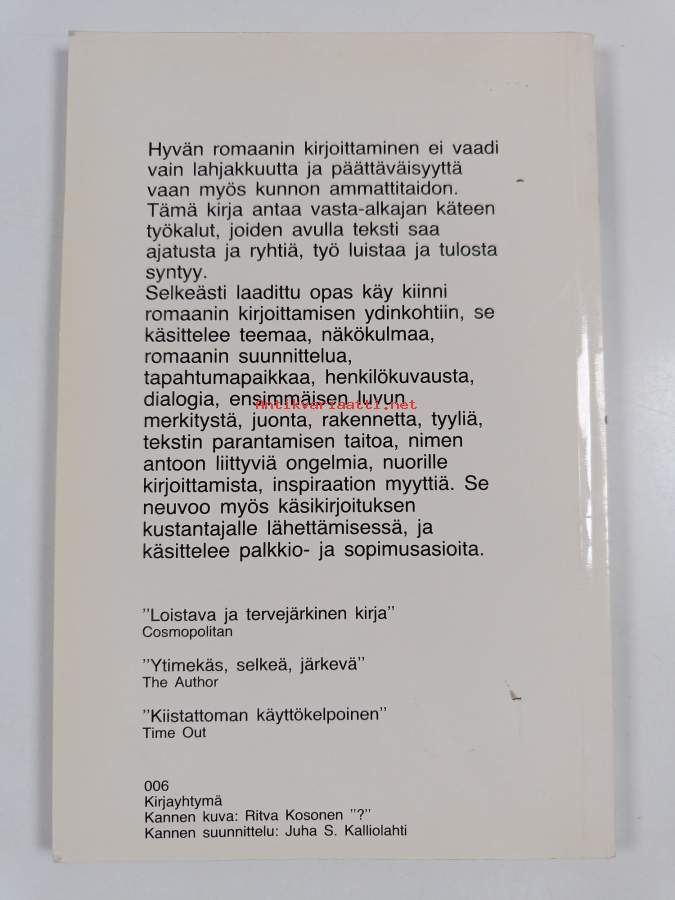 Hyvän romaanin kirjoittaminen ei vaadi
vain lahjakkuutta ja päättäväisyyttä
vaan myös kunnon ammattitaidon.
Tämä kirja antaa vasta-alkajan käteen
työkalut, joiden avulla teksti saa
ajatusta ja ryhtiä, työ luistaa ja tulosta
syntyy.
Selkeästi laadittu opas käy kiinni
romaanin kirjoittamisen ydinkohtiin, se
käsittelee teemaa, näkökulmaa,
romaanin suunnittelua,
tapahtumapaikkaa, henkilökuvausta,
dialogia, ensimmäisen luvun
Antikvariaatti.net
merkitystä, juonta, rakennetta, tyyliä,
tekstin parantamisen taitoa, nimen
antoon liittyviä ongelmia, nuorille
kirjoittamista, inspiraation myyttiä. Se
neuvoo myös käsikirjoituksen
kustantajalle lähettämisessä, ja
käsittelee palkkio- ja sopimusasioita.
"Loistava ja tervejärkinen kirja"
Cosmopolitan
"Ytimekäs, selkeä, järkevä"
The Author
"Kiistattoman käyttökelpoinen"
Time Out
006
Kirjayhtymä
Kannen kuva: Ritva Kosonen "?"
Kannen suunnittelu: Juha S. Kalliolahti